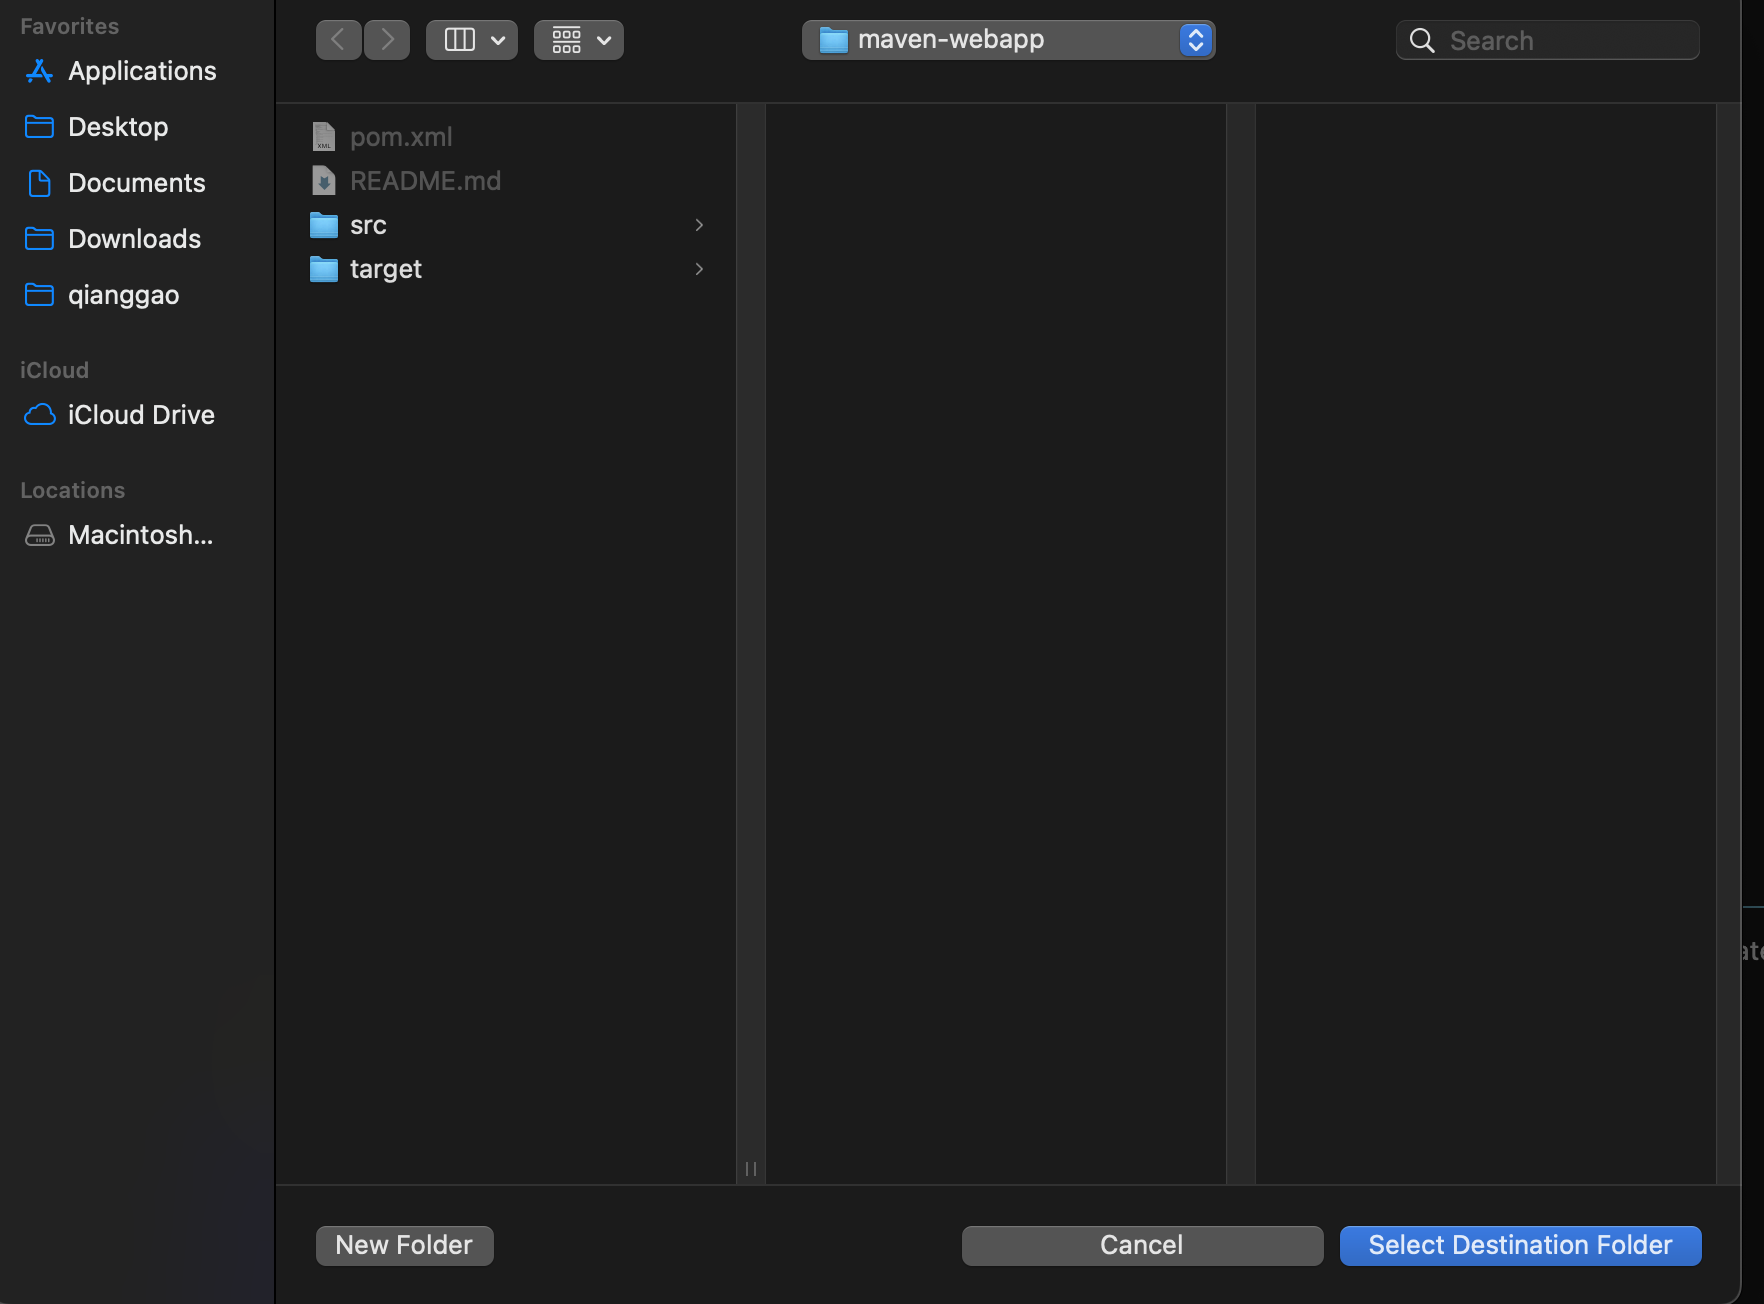 Favorites
Applications
Desktop
Documents
Downloads
qianggao
iCloud
iCloud Drive
Locations
Macintosh...
maven-webapp
Search
pom.xml
README.md
src
target
New Folder
Cancel
Select Destination Folder